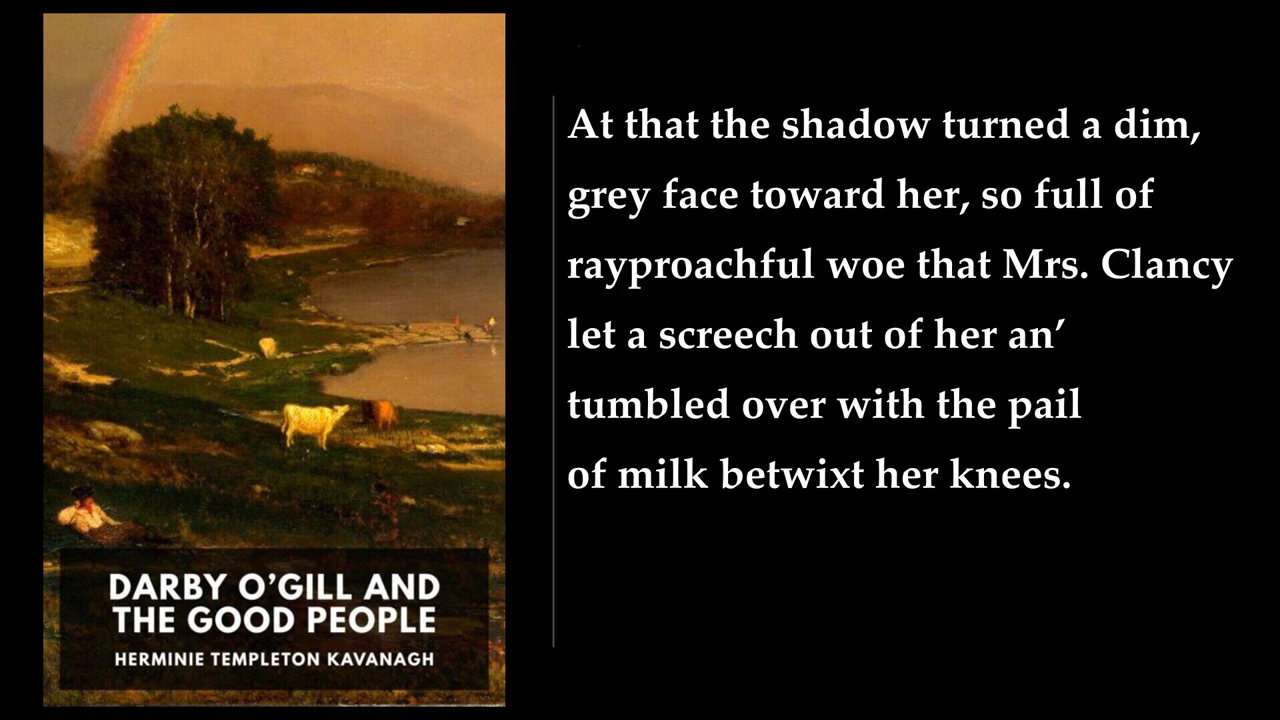 At that the shadow turned a dim,
grey face toward her, so full of
rayproachful woe that Mrs. Clancy
let a screech out of her an’
tumbled over with the pail
of milk betwixt her knees.
DARBY O’GILL AND
THE GOOD PEOPLE
HERMINIE TEMPLETON KAVANAGH